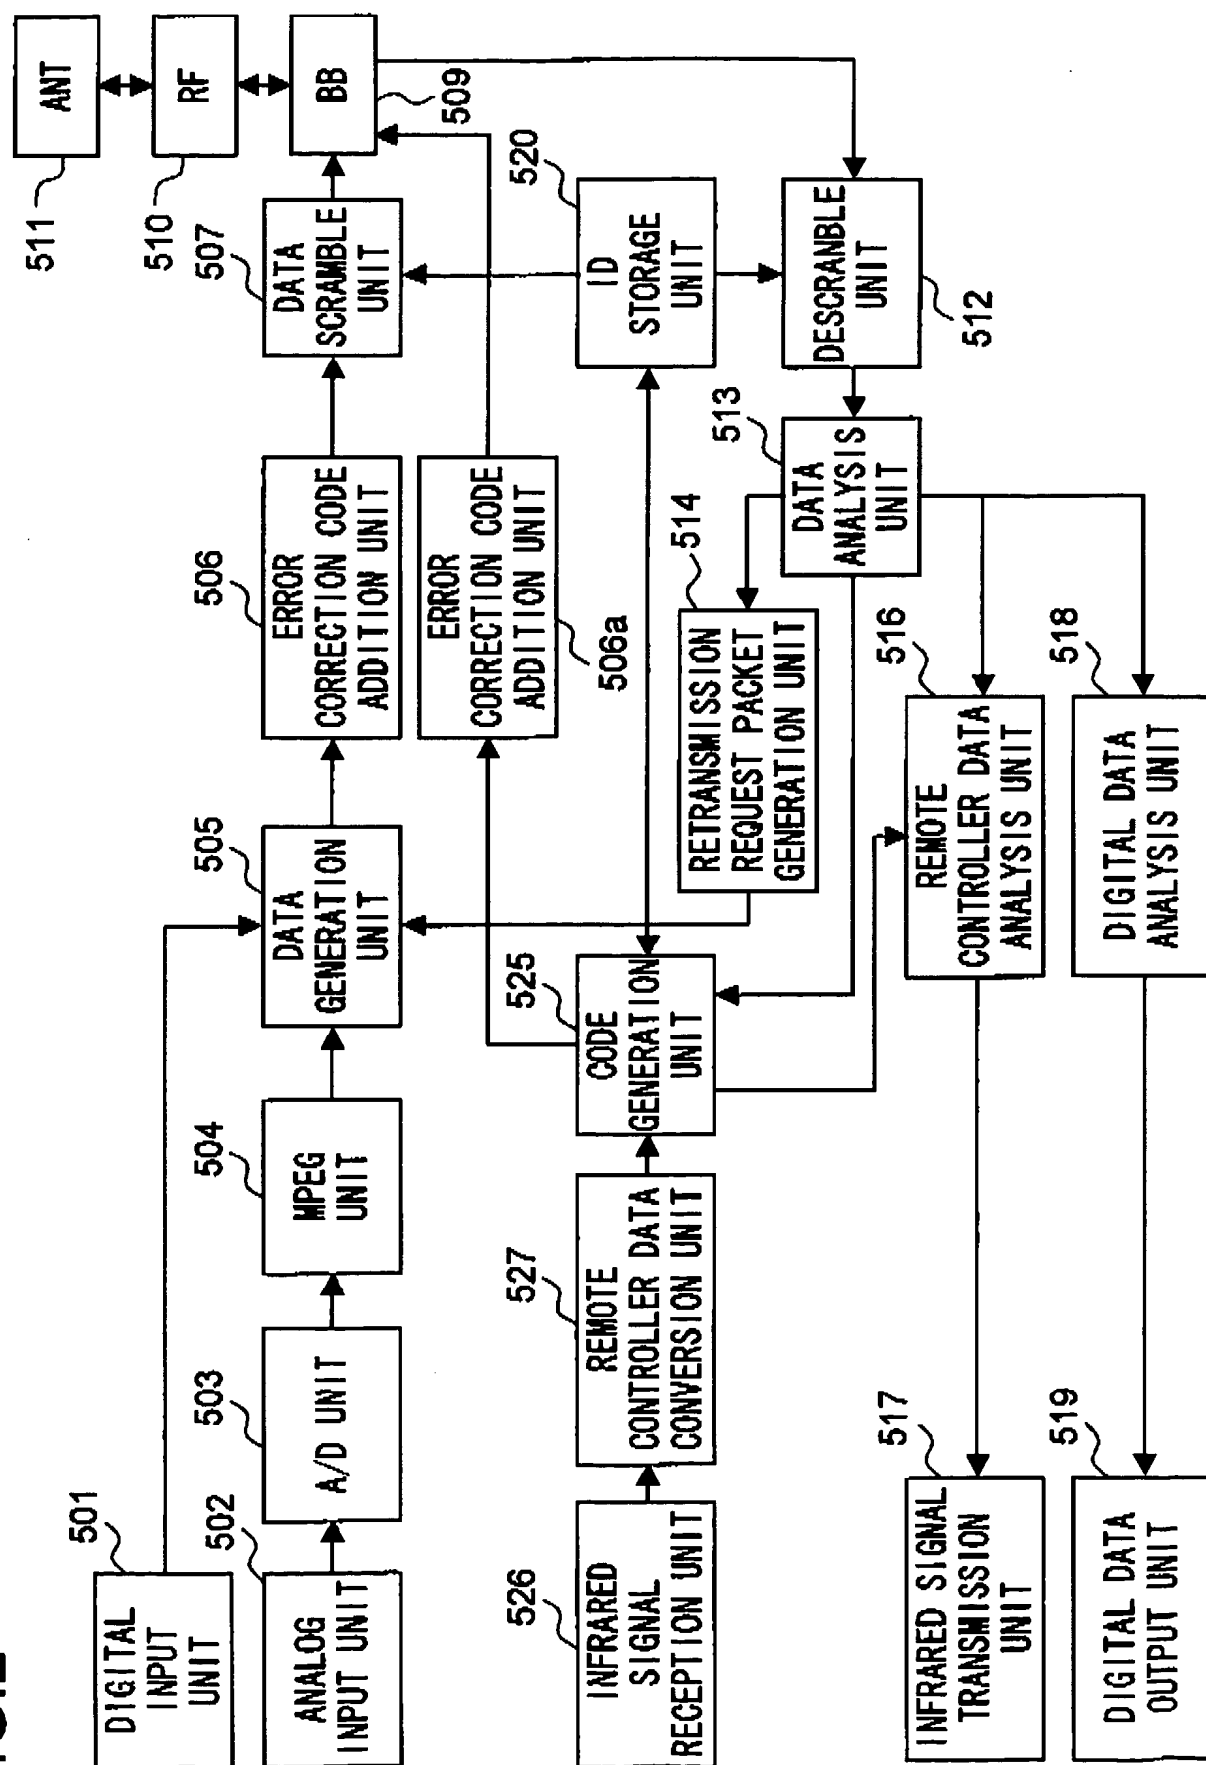 501
DIGITAL
INPUT
UNIT
502
ANALOG
INPUT UNIT
503
A/D UNIT
504
MPEG
UNIT
505
DATA
GENERATION
UNIT
506
ERROR
CORRECTION CODE
ADDITION UNIT
507
DATA
SCRAMBLE
UNIT
511
ANT
510
RF
BB
509
ERROR
CORRECTION CODE
ADDITION UNIT
506a
526
INFRARED
SIGNAL
RECEPTION UNIT
527
REMOTE
CONTROLLER DATA
CONVERSION UNIT
525
CODE
GENERATION
UNIT
520
ID
STORAGE
UNIT
514
RETRANSMISSION
REQUEST PACKET
GENERATION UNIT
513
DATA
ANALYSIS
UNIT
DESCRANBLE
UNIT
512
517
INFRARED SIGNAL
TRANSMISSION
UNIT
516
REMOTE
CONTROLLER DATA
ANALYSIS UNIT
519
DIGITAL DATA
OUTPUT UNIT
518
DIGITAL DATA
ANALYSIS UNIT